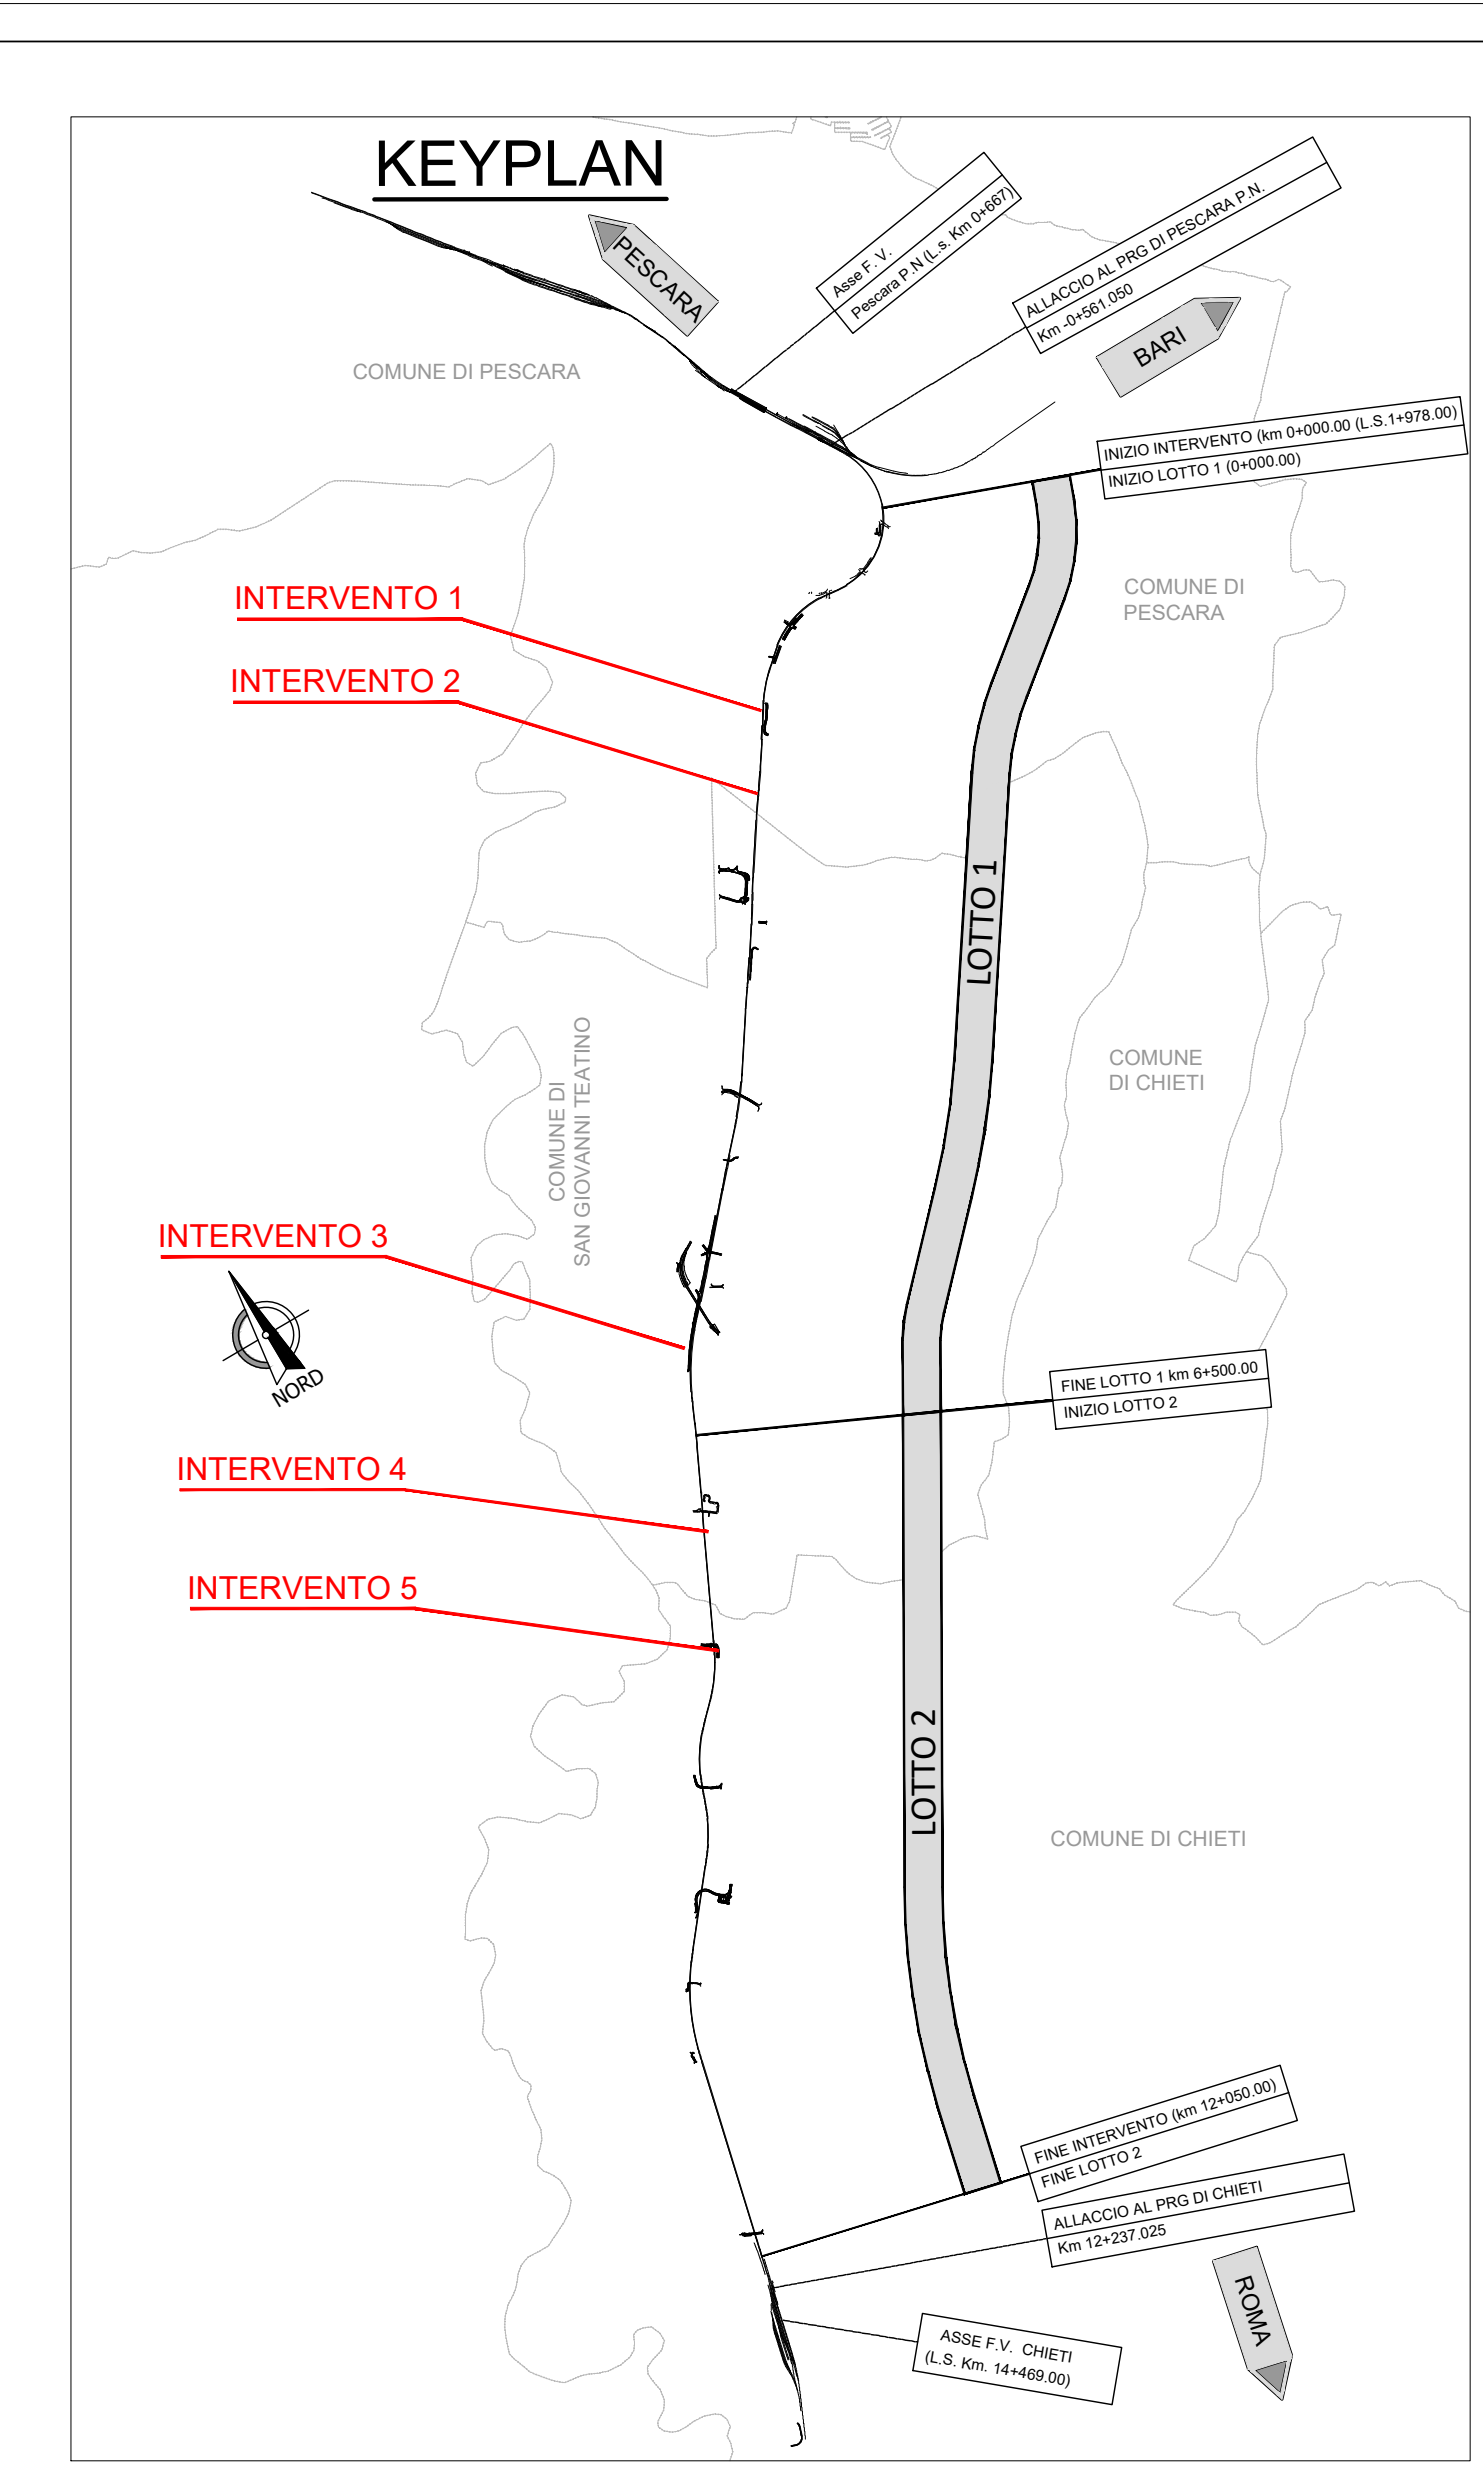 KEYPLAN
PESCARA
Asse F. V.
Pescara P.N (L.s. Km 0+667)
ALLACCIO AL PRG DI PESCARA P.N.
Km -0+561.050
BARI
COMUNE DI PESCARA
INIZIO INTERVENTO (km 0+000.00 (L.S.1+978.00)
INIZIO LOTTO 1 (0+000.00)
INTERVENTO 1
COMUNE DI
PESCARA
INTERVENTO 2
LOTTO 1
COMUNE DI
SAN GIOVANNI TEATINO
COMUNE
DI CHIETI
INTERVENTO 3
NORD
FINE LOTTO 1 km 6+500.00
INIZIO LOTTO 2
INTERVENTO 4
INTERVENTO 5
LOTTO 2
COMUNE DI CHIETI
FINE INTERVENTO (km 12+050.00)
FINE LOTTO 2
ALLACCIO AL PRG DI CHIETI
Km 12+237.025
ROMA
ASSE F.V. CHIETI
(L.S. Km. 14+469.00)